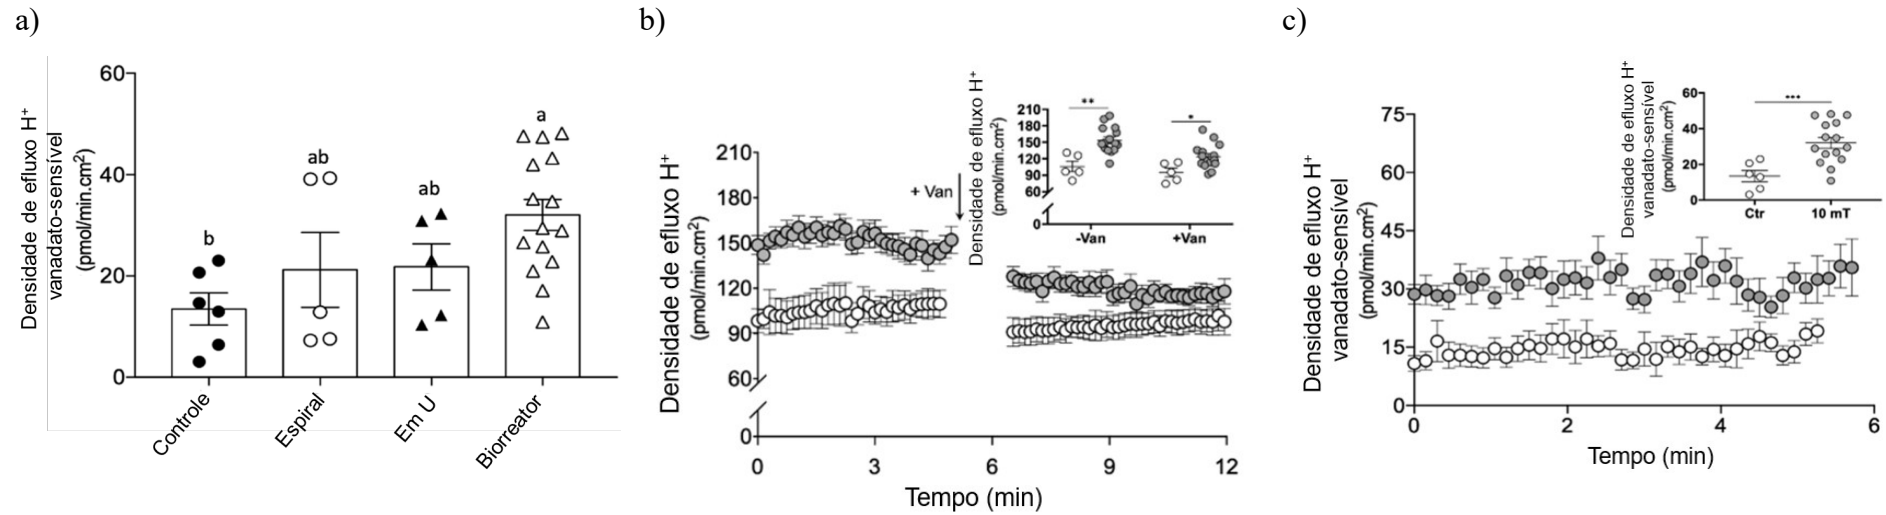 a)
Densidade de efluxo H⁺
vanadato-sensível
(pmol/min.cm²)
60
40
20
0
b
ab
ab
a
Controle
Espiral
Em U
Biorreator
b)
Densidade de efluxo H⁺
(pmol/min.cm²)
210
180
150
120
90
60
0
0
3
6
9
12
Tempo (min)
+ Van
Densidade de efluxo H⁺
(pmol/min.cm²)
210
180
150
120
90
60
0
**
*
-Van
+Van
c)
Densidade de efluxo H⁺
vanadato-sensível
(pmol/min.cm²)
75
60
45
30
15
0
0
2
4
6
Tempo (min)
Densidade de efluxo H⁺
vanadato-sensível
(pmol/min.cm²)
60
40
20
0
***
Ctr
10 mT